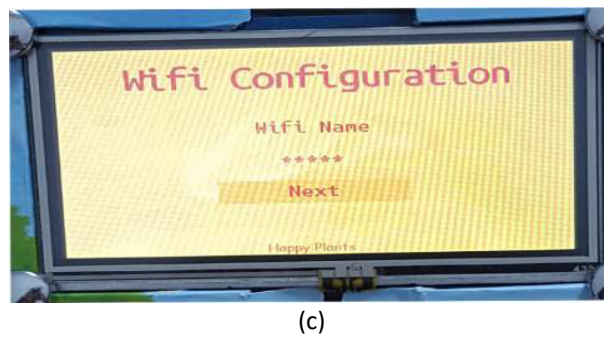 Wifi Configuration
Wifi Name
*****
Next
Happy Plants
(c)